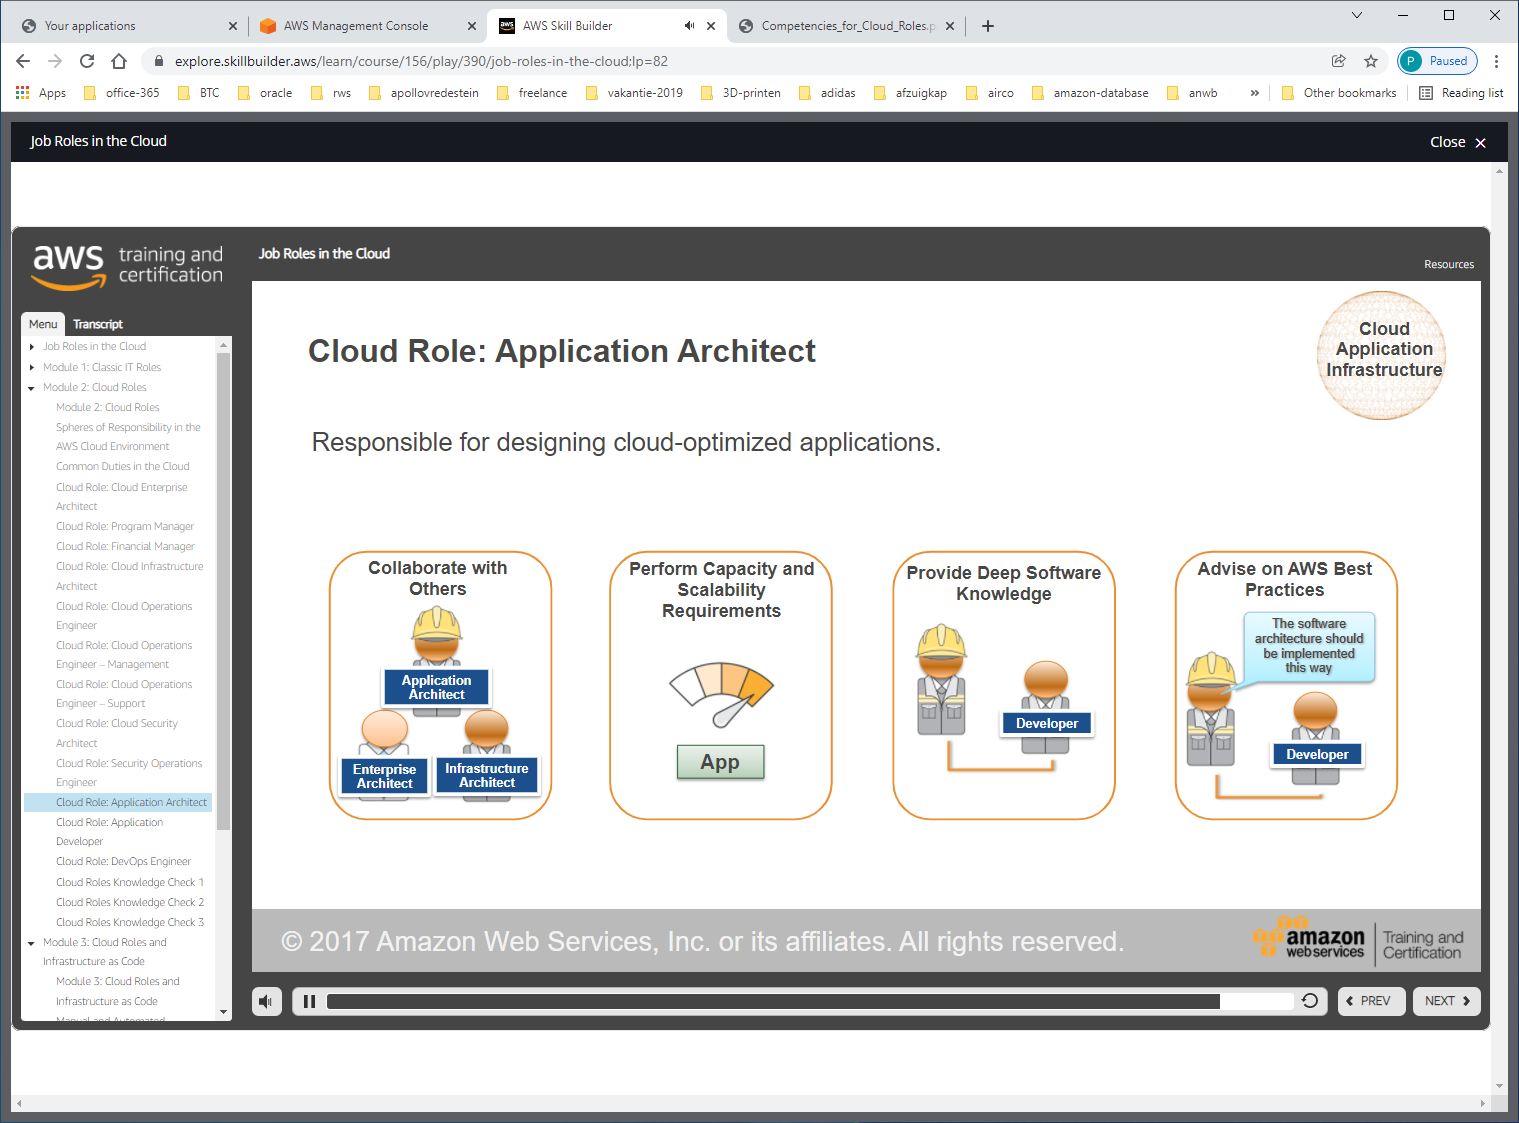 Your applications
AWS Management Console
AWS Skill Builder
Competencies_for_Cloud_Roles.p
explore.skillbuilder.aws/learn/course/156/play/390/job-roles-in-the-cloud;lp=82
P Paused
Apps
office-365
BTC
oracle
rws
apollovredestein
freelance
vakantie-2019
3D-printen
adidas
afzuigkap
airco
amazon-database
anwb
»
Other bookmarks
Reading list
Job Roles in the Cloud
Close
aws training and
certification
Job Roles in the Cloud
Resources
Menu
Transcript
Job Roles in the Cloud
Module 1: Classic IT Roles
Module 2: Cloud Roles
Module 2: Cloud Roles
Spheres of Responsibility in the
AWS Cloud Environment
Common Duties in the Cloud
Cloud Role: Cloud Enterprise
Architect
Cloud Role: Program Manager
Cloud Role: Financial Manager
Cloud Role: Cloud Infrastructure
Architect
Cloud Role: Cloud Operations
Engineer
Cloud Role: Cloud Operations
Engineer – Management
Cloud Role: Cloud Operations
Engineer – Support
Cloud Role: Cloud Security
Architect
Cloud Role: Security Operations
Engineer
Cloud Role: Application Architect
Cloud Role: Application
Developer
Cloud Role: DevOps Engineer
Cloud Roles Knowledge Check 1
Cloud Roles Knowledge Check 2
Cloud Roles Knowledge Check 3
Module 3: Cloud Roles and
Infrastructure as Code
Module 3: Cloud Roles and
Infrastructure as Code
Manual and Automated
Cloud Role: Application Architect
Cloud
Application
Infrastructure
Responsible for designing cloud-optimized applications.
Collaborate with
Others
Application
Architect
Enterprise
Architect
Infrastructure
Architect
Perform Capacity and
Scalability
Requirements
App
Provide Deep Software
Knowledge
Developer
Advise on AWS Best
Practices
The software
architecture should
be implemented
this way
Developer
© 2017 Amazon Web Services, Inc. or its affiliates. All rights reserved.
amazon
webservices
Training and
Certification
PREV
NEXT